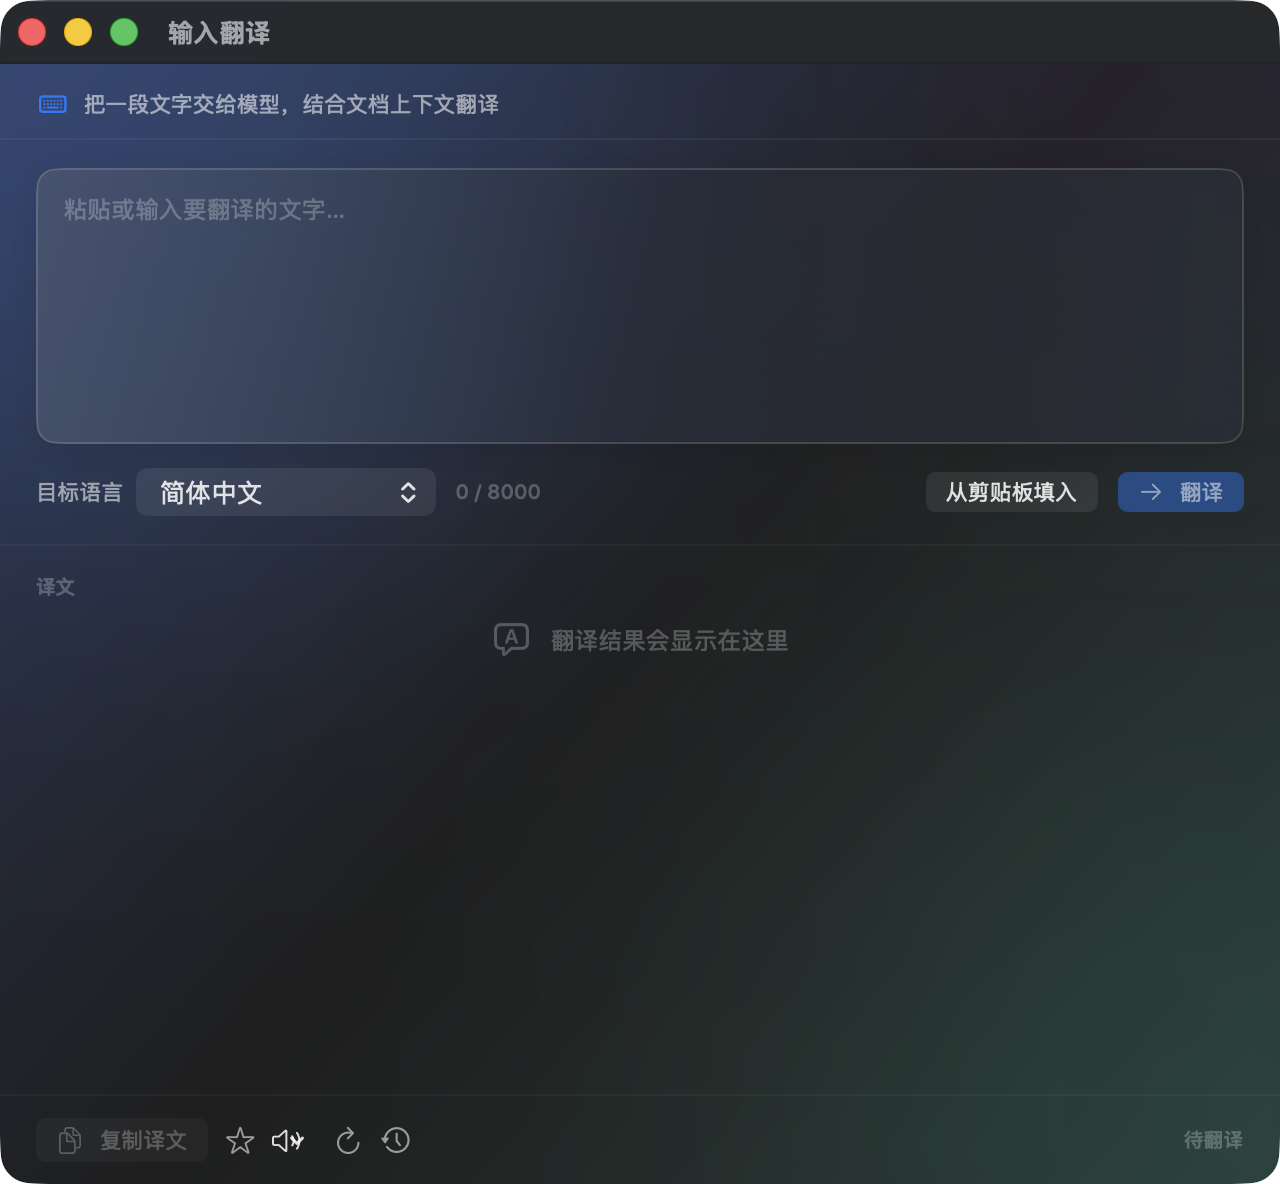 输入翻译
把一段文字交给模型，结合文档上下文翻译
粘贴或输入要翻译的文字...
目标语言 简体中文 0 / 8000 从剪贴板填入 翻译
译文
翻译结果会显示在这里
复制译文 待翻译